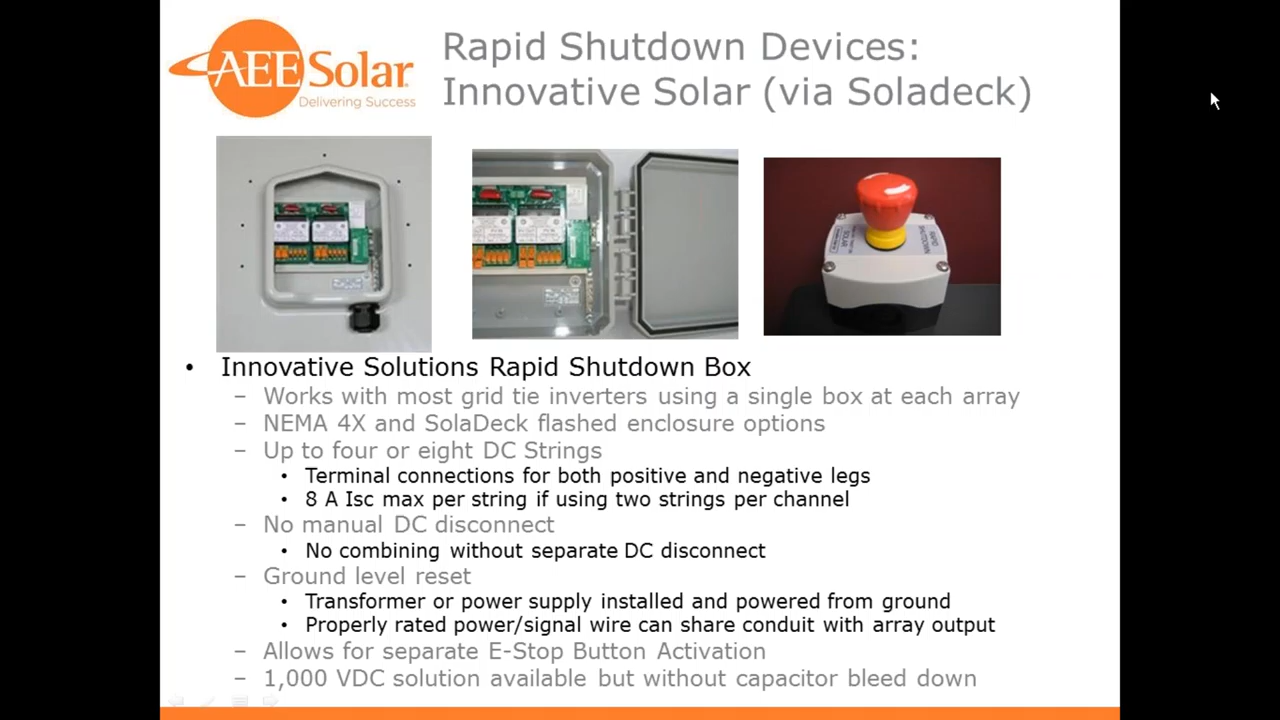 AEE Solar
Delivering Success
Rapid Shutdown Devices:
Innovative Solar (via Soladeck)
RAPID
SHUTDOWN
SOLAR
• Innovative Solutions Rapid Shutdown Box
– Works with most grid tie inverters using a single box at each array
– NEMA 4X and SolaDeck flashed enclosure options
– Up to four or eight DC Strings
• Terminal connections for both positive and negative legs
• 8 A Isc max per string if using two strings per channel
– No manual DC disconnect
• No combining without separate DC disconnect
– Ground level reset
• Transformer or power supply installed and powered from ground
• Properly rated power/signal wire can share conduit with array output
– Allows for separate E-Stop Button Activation
– 1,000 VDC solution available but without capacitor bleed down